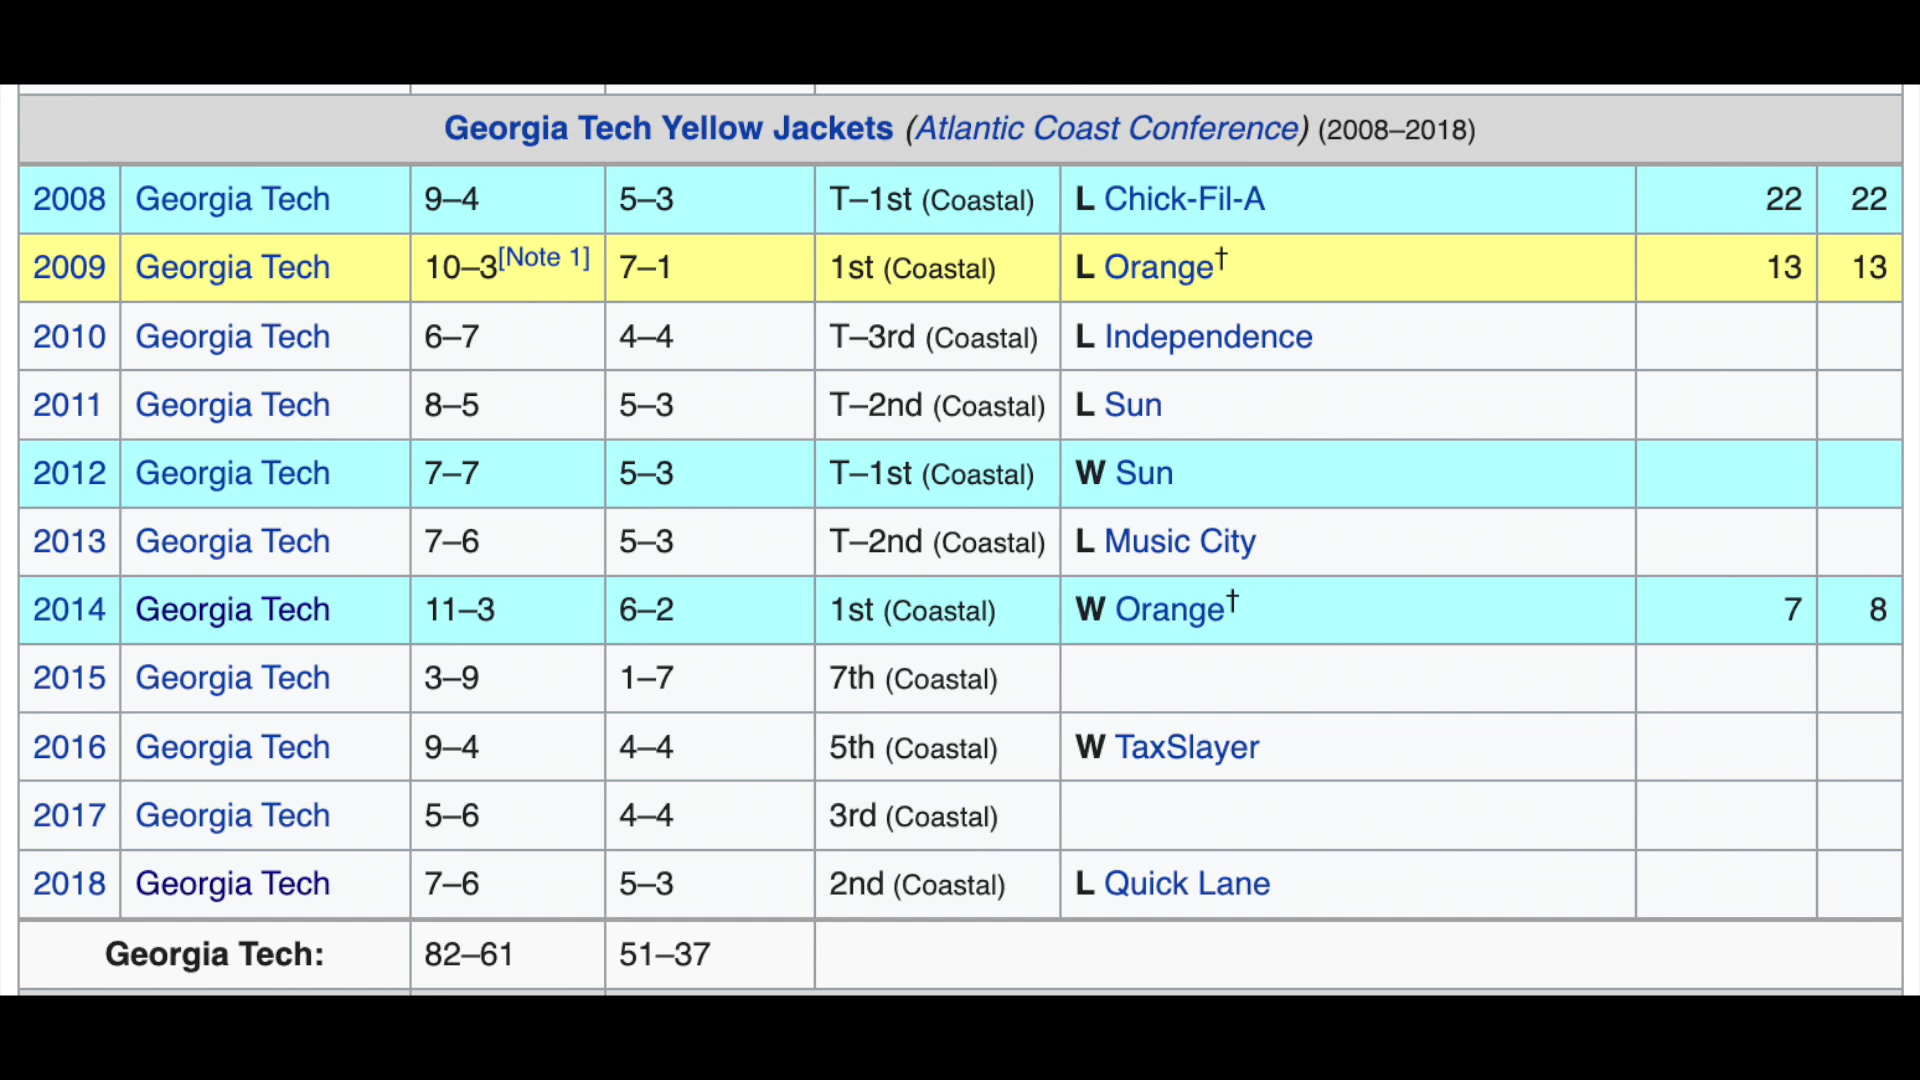 Georgia Tech Yellow Jackets (Atlantic Coast Conference) (2008–2018)
2008 Georgia Tech 9–4 5–3 T–1st (Coastal) L Chick-Fil-A 22 22
2009 Georgia Tech 10–3[Note 1] 7–1 1st (Coastal) L Orange† 13 13
2010 Georgia Tech 6–7 4–4 T–3rd (Coastal) L Independence
2011 Georgia Tech 8–5 5–3 T–2nd (Coastal) L Sun
2012 Georgia Tech 7–7 5–3 T–1st (Coastal) W Sun
2013 Georgia Tech 7–6 5–3 T–2nd (Coastal) L Music City
2014 Georgia Tech 11–3 6–2 1st (Coastal) W Orange† 7 8
2015 Georgia Tech 3–9 1–7 7th (Coastal)
2016 Georgia Tech 9–4 4–4 5th (Coastal) W TaxSlayer
2017 Georgia Tech 5–6 4–4 3rd (Coastal)
2018 Georgia Tech 7–6 5–3 2nd (Coastal) L Quick Lane
Georgia Tech: 82–61 51–37